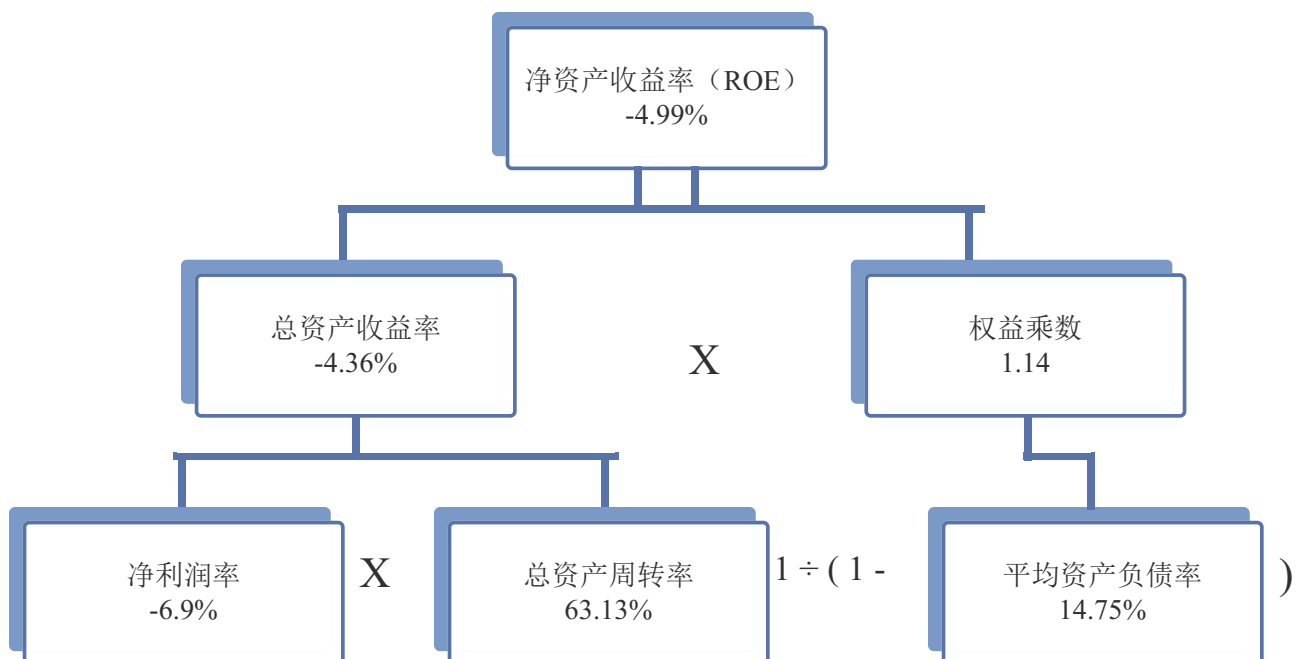 净资产收益率（ROE）
-4.99%
总资产收益率
-4.36%
X
权益乘数
1.14
净利润率
-6.9%
X
总资产周转率
63.13%
1 ÷ ( 1 -
平均资产负债率
14.75%
)